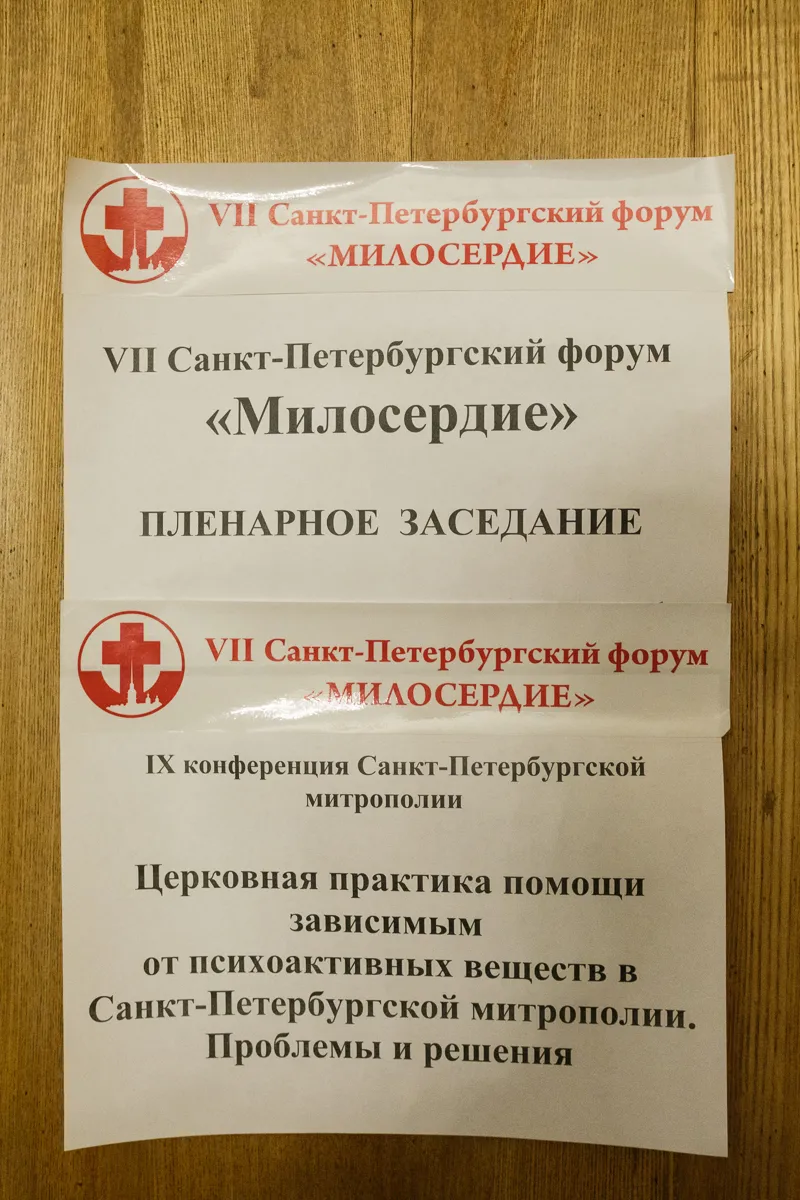 VII Санкт-Петербургский форум
«МИЛОСЕРДИЕ»
VII Санкт-Петербургский форум
«Милосердие»
ПЛЕНАРНОЕ ЗАСЕДАНИЕ
VII Санкт-Петербургский форум
«МИЛОСЕРДИЕ»
IX конференция Санкт-Петербургской
митрополии
Церковная практика помощи
зависимым
от психоактивных веществ в
Санкт-Петербургской митрополии.
Проблемы и решения